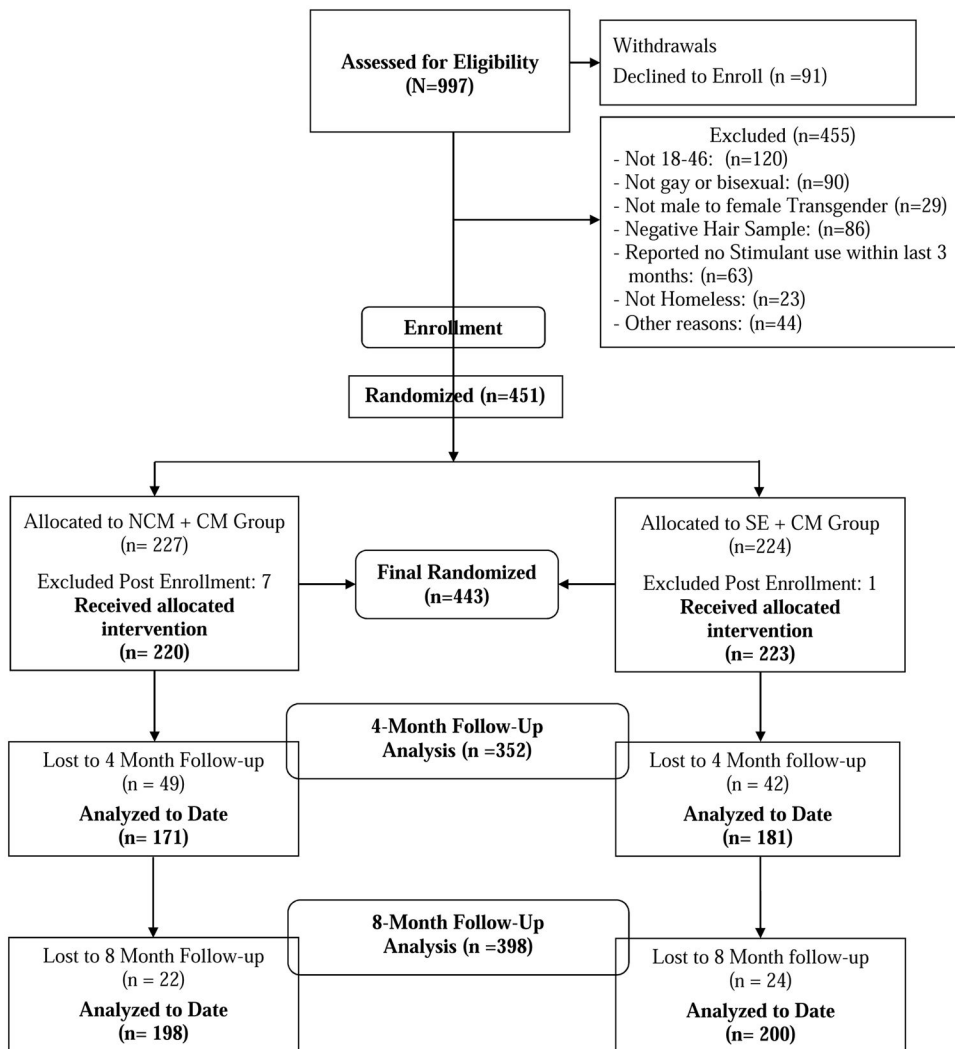 Assessed for Eligibility
(N=997)
Withdrawals
Declined to Enroll (n =91)
Excluded (n=455)
- Not 18-46: (n=120)
- Not gay or bisexual: (n=90)
- Not male to female Transgender (n=29)
- Negative Hair Sample: (n=86)
- Reported no Stimulant use within last 3
months: (n=63)
- Not Homeless: (n=23)
- Other reasons: (n=44)
Enrollment
Randomized (n=451)
Allocated to NCM + CM Group
(n= 227)
Excluded Post Enrollment: 7
Received allocated
intervention
(n= 220)
Final Randomized
(n=443)
Allocated to SE + CM Group
(n=224)
Excluded Post Enrollment: 1
Received allocated
intervention
(n= 223)
4-Month Follow-Up
Analysis (n =352)
Lost to 4 Month Follow-up
(n = 49)
Analyzed to Date
(n= 171)
Lost to 4 Month follow-up
(n = 42)
Analyzed to Date
(n= 181)
8-Month Follow-Up
Analysis (n =398)
Lost to 8 Month Follow-up
(n = 22)
Analyzed to Date
(n= 198)
Lost to 8 Month follow-up
(n = 24)
Analyzed to Date
(n= 200)